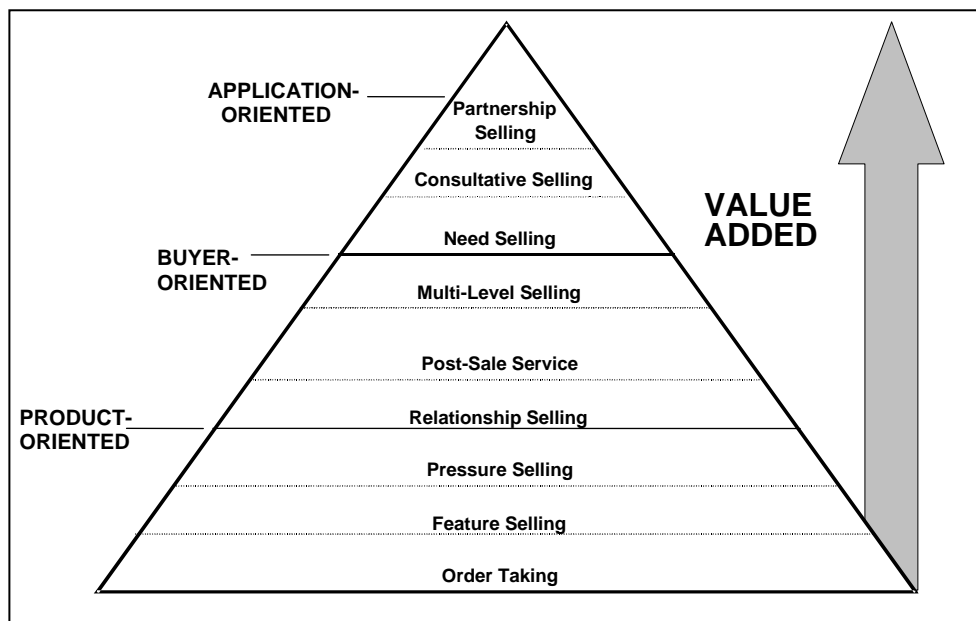 APPLICATION-
ORIENTED
Partnership
Selling
Consultative Selling
VALUE
ADDED
Need Selling
BUYER-
ORIENTED
Multi-Level Selling
Post-Sale Service
PRODUCT-
ORIENTED
Relationship Selling
Pressure Selling
Feature Selling
Order Taking